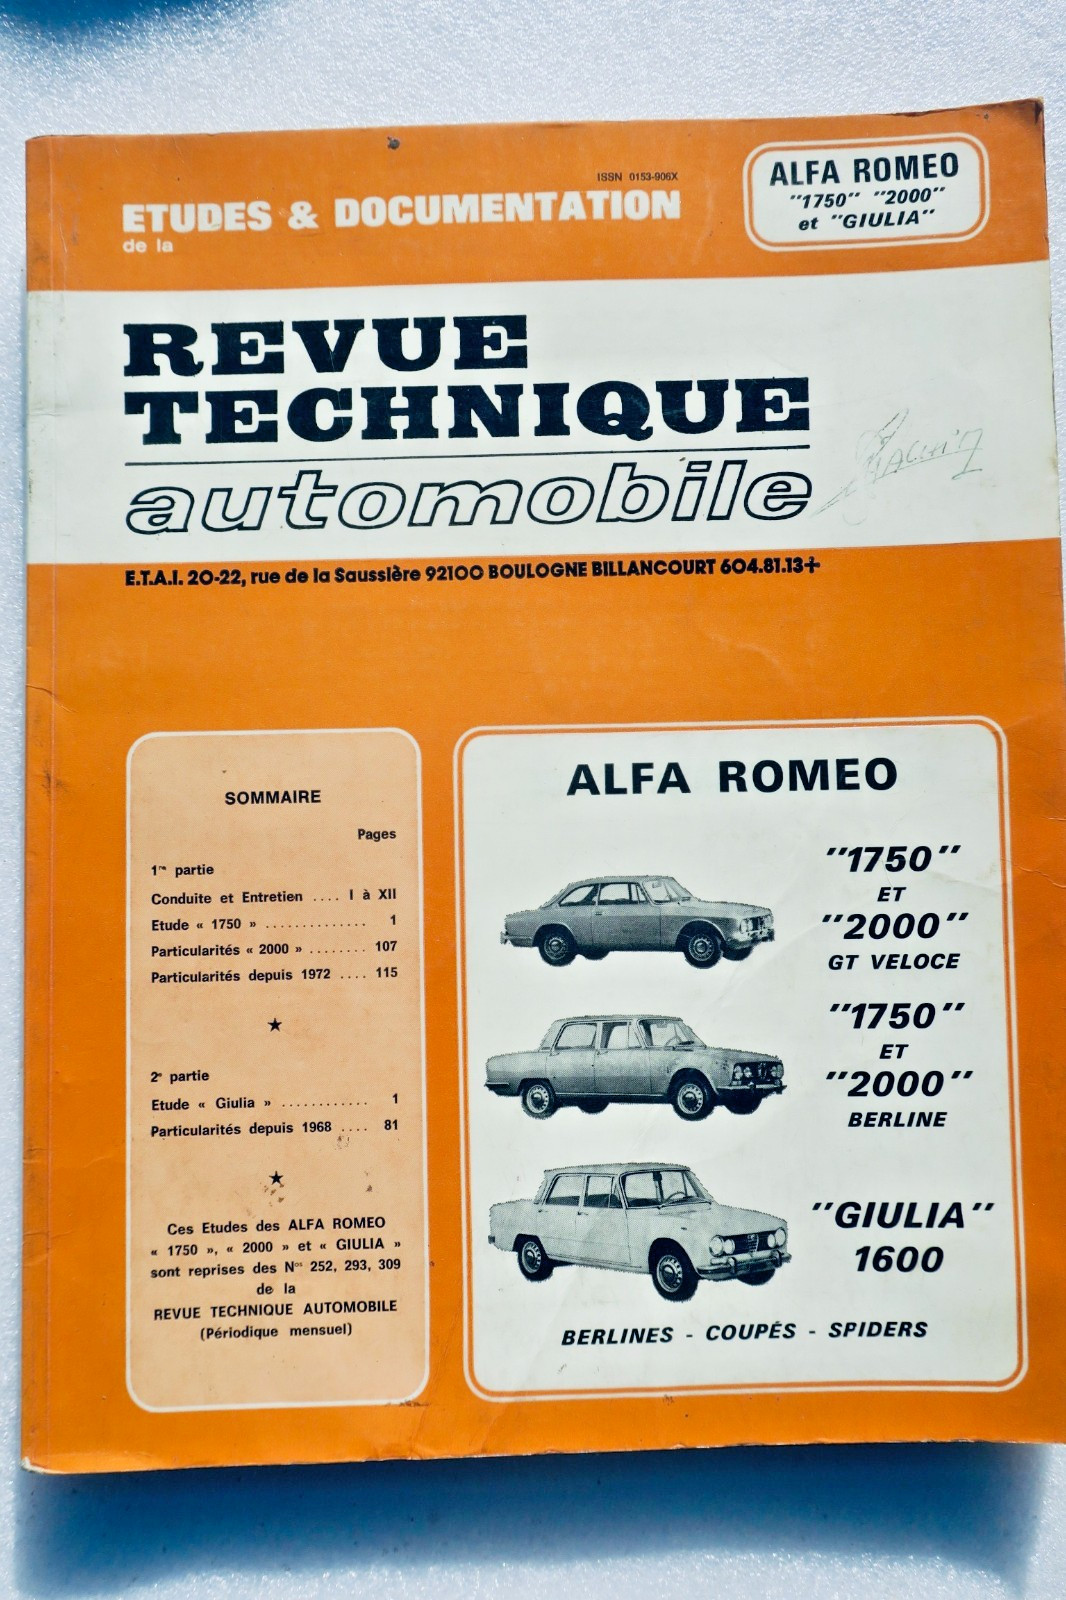 ISSN 0153-906X
ETUDES & DOCUMENTATION
de la
ALFA ROMEO
"1750" "2000"
et "GIULIA"
REVUE
TECHNIQUE
automobile
E.T.A.I. 20-22, rue de la Saussière 92100 BOULOGNE BILLANCOURT 604.81.13+
SOMMAIRE
Pages
1re partie
Conduite et Entretien .... I à XII
Etude « 1750 » .............. 1
Particularités « 2000 » ........ 107
Particularités depuis 1972 .... 115
★
2e partie
Etude « Giulia » ............ 1
Particularités depuis 1968 .... 81
★
Ces Etudes des ALFA ROMEO
« 1750 », « 2000 » et « GIULIA »
sont reprises des Nos 252, 293, 309
de la
REVUE TECHNIQUE AUTOMOBILE
(Périodique mensuel)
ALFA ROMEO
"1750"
ET
"2000"
GT VELOCE
"1750"
ET
"2000"
BERLINE
"GIULIA"
1600
BERLINES - COUPÉS - SPIDERS